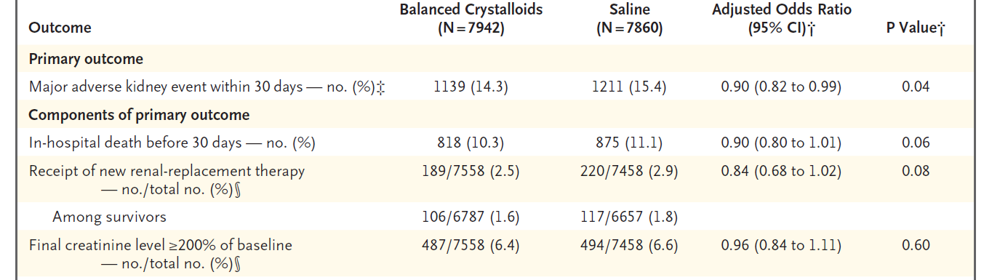 Outcome Balanced Crystalloids (N=7942) Saline (N=7860) Adjusted Odds Ratio (95% CI)† P Value†
Primary outcome
Major adverse kidney event within 30 days — no. (%)‡ 1139 (14.3) 1211 (15.4) 0.90 (0.82 to 0.99) 0.04
Components of primary outcome
In-hospital death before 30 days — no. (%) 818 (10.3) 875 (11.1) 0.90 (0.80 to 1.01) 0.06
Receipt of new renal-replacement therapy 189/7558 (2.5) 220/7458 (2.9) 0.84 (0.68 to 1.02) 0.08
— no./total no. (%)§
Among survivors 106/6787 (1.6) 117/6657 (1.8)
Final creatinine level ≥200% of baseline 487/7558 (6.4) 494/7458 (6.6) 0.96 (0.84 to 1.11) 0.60
— no./total no. (%)§